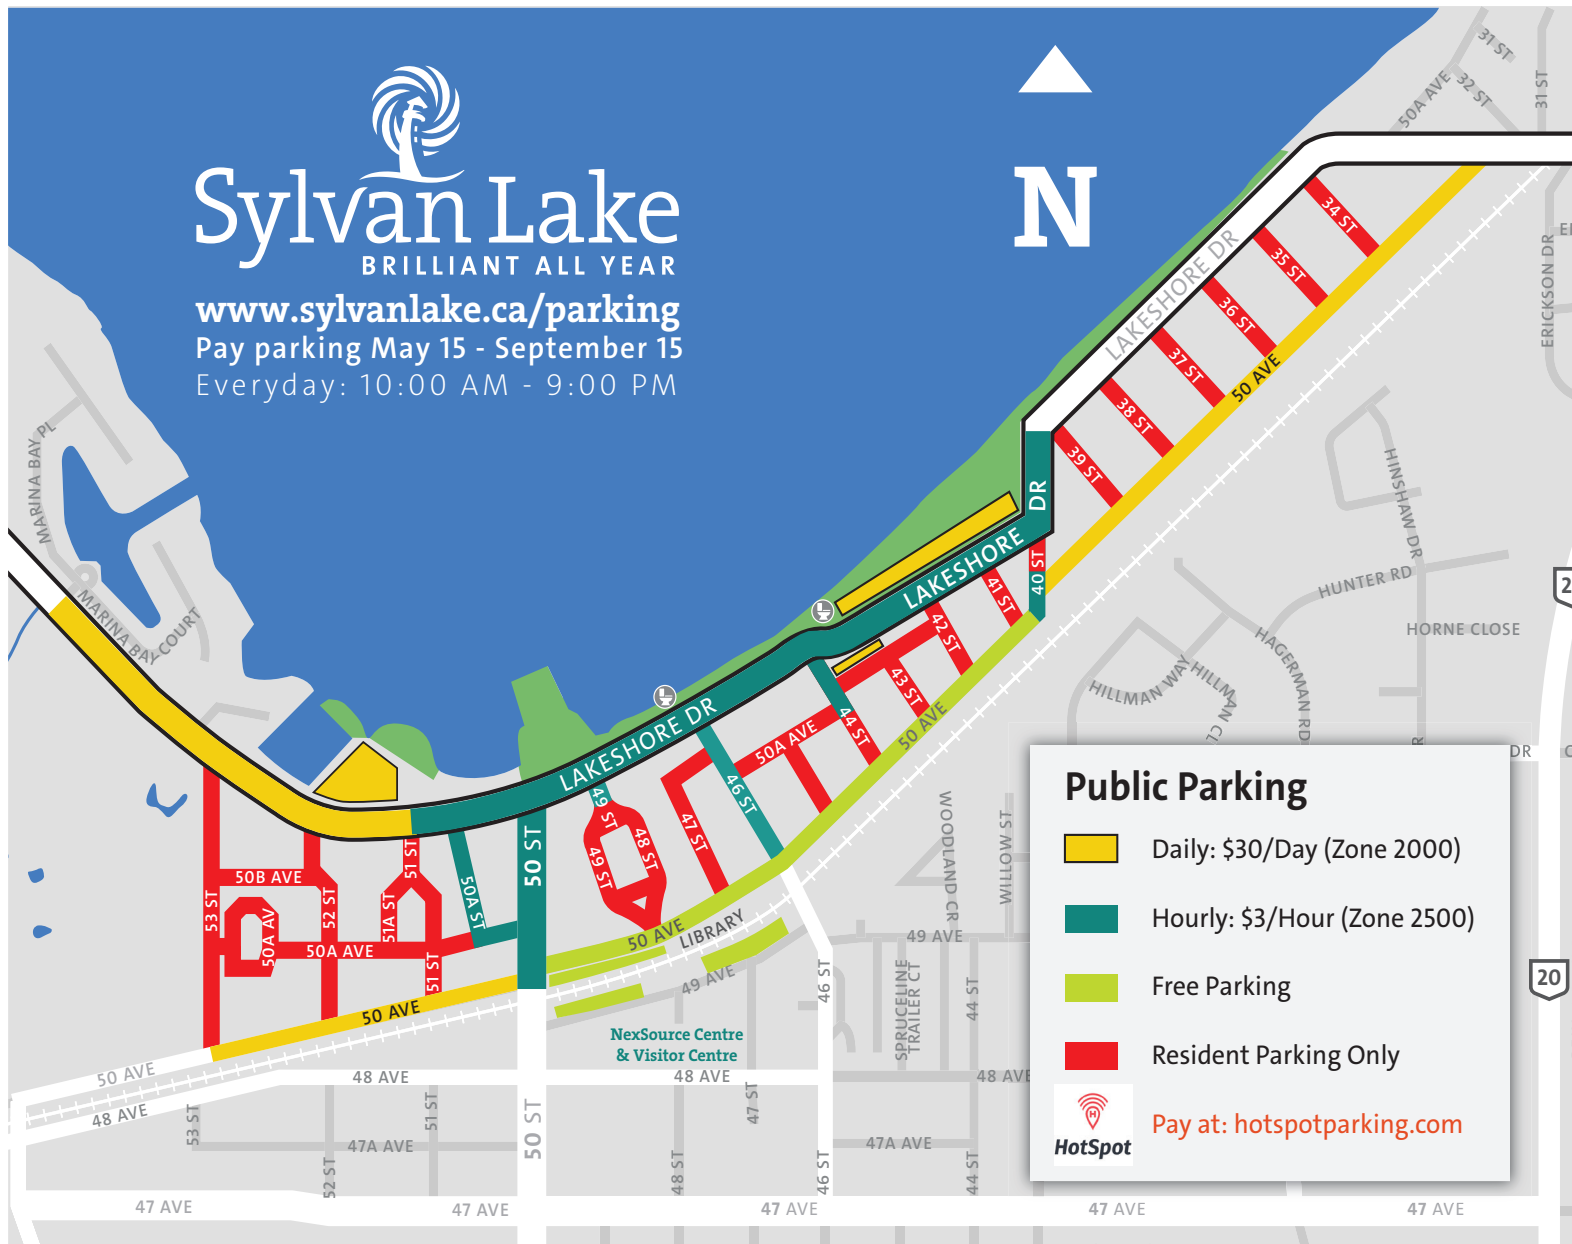 Sylvan Lake
BRILLIANT ALL YEAR
www.sylvanlake.ca/parking
Pay parking May 15 - September 15
Everyday: 10:00 AM - 9:00 PM
N
31 ST
32 ST
50A AVE
31 ST
34 ST
35 ST
36 ST
37 ST
38 ST
39 ST
LAKESHORE DR
50 AVE
ERICKSON DR
MARINA BAY PL
MARINA BAY COURT
HINSHAW DR
HUNTER RD
HORNE CLOSE
HAGERMAN RD
HILLMAN WAY
HILLMAN CL
DR
LAKESHORE
40 ST
41 ST
42 ST
43 ST
44 ST
50 AVE
50A AVE
46 ST
47 ST
LAKESHORE DR
49 ST
48 ST
49 ST
50 ST
50A ST
51 ST
51A ST
51 ST
50B AVE
52 ST
53 ST
50A AV
50A AVE
50 AVE
50 AVE
LIBRARY
49 AVE
WOODLAND CR
WILLOW ST
49 AVE
SPRUCELINE
TRAILER CT
44 ST
46 ST
NexSource Centre
& Visitor Centre
50 AVE
48 AVE
48 AVE
48 AVE
48 AVE
53 ST
51 ST
52 ST
47A AVE
50 ST
47 ST
48 ST
46 ST
47A AVE
44 ST
47 AVE
47 AVE
47 AVE
47 AVE
47 AVE
DR
20
Public Parking
Daily: $30/Day (Zone 2000)
Hourly: $3/Hour (Zone 2500)
Free Parking
Resident Parking Only
H
HotSpot
Pay at: hotspotparking.com